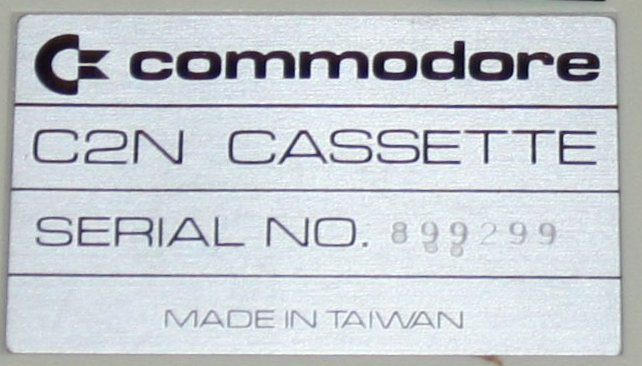 commodore
C2N CASSETTE
SERIAL NO. 899299
MADE IN TAIWAN